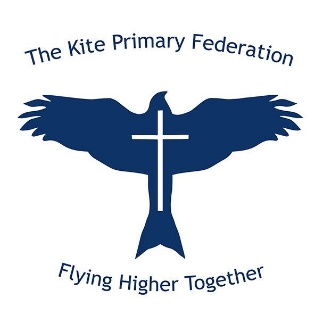 The Kite Primary Federation
Flying Higher Together